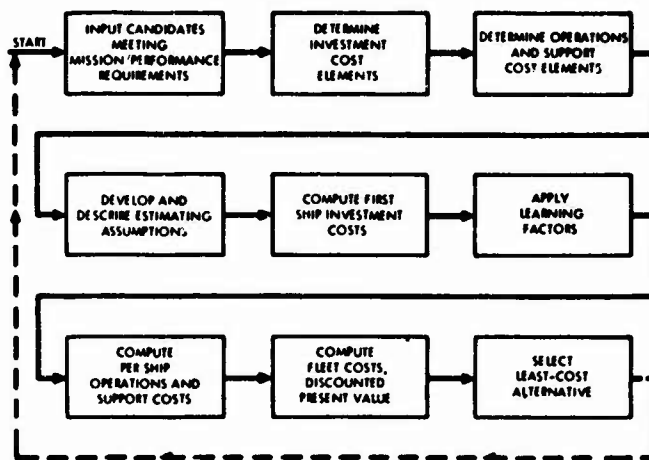 START
INPUT CANDIDATES
MEETING
MISSION/PERFORMANCE
REQUIREMENTS
DETERMINE
INVESTMENT
COST
ELEMENTS
DETERMINE OPERATIONS
AND SUPPORT
COST ELEMENTS
DEVELOP AND
DESCRIBE ESTIMATING
ASSUMPTIONS
COMPUTE FIRST
SHIP INVESTMENT
COSTS
APPLY
LEARNING
FACTORS
COMPUTE
PER SHIP
OPERATIONS AND
SUPPORT COSTS
COMPUTE
FLEET COSTS,
DISCOUNTED
PRESENT VALUE
SELECT
LEAST-COST
ALTERNATIVE